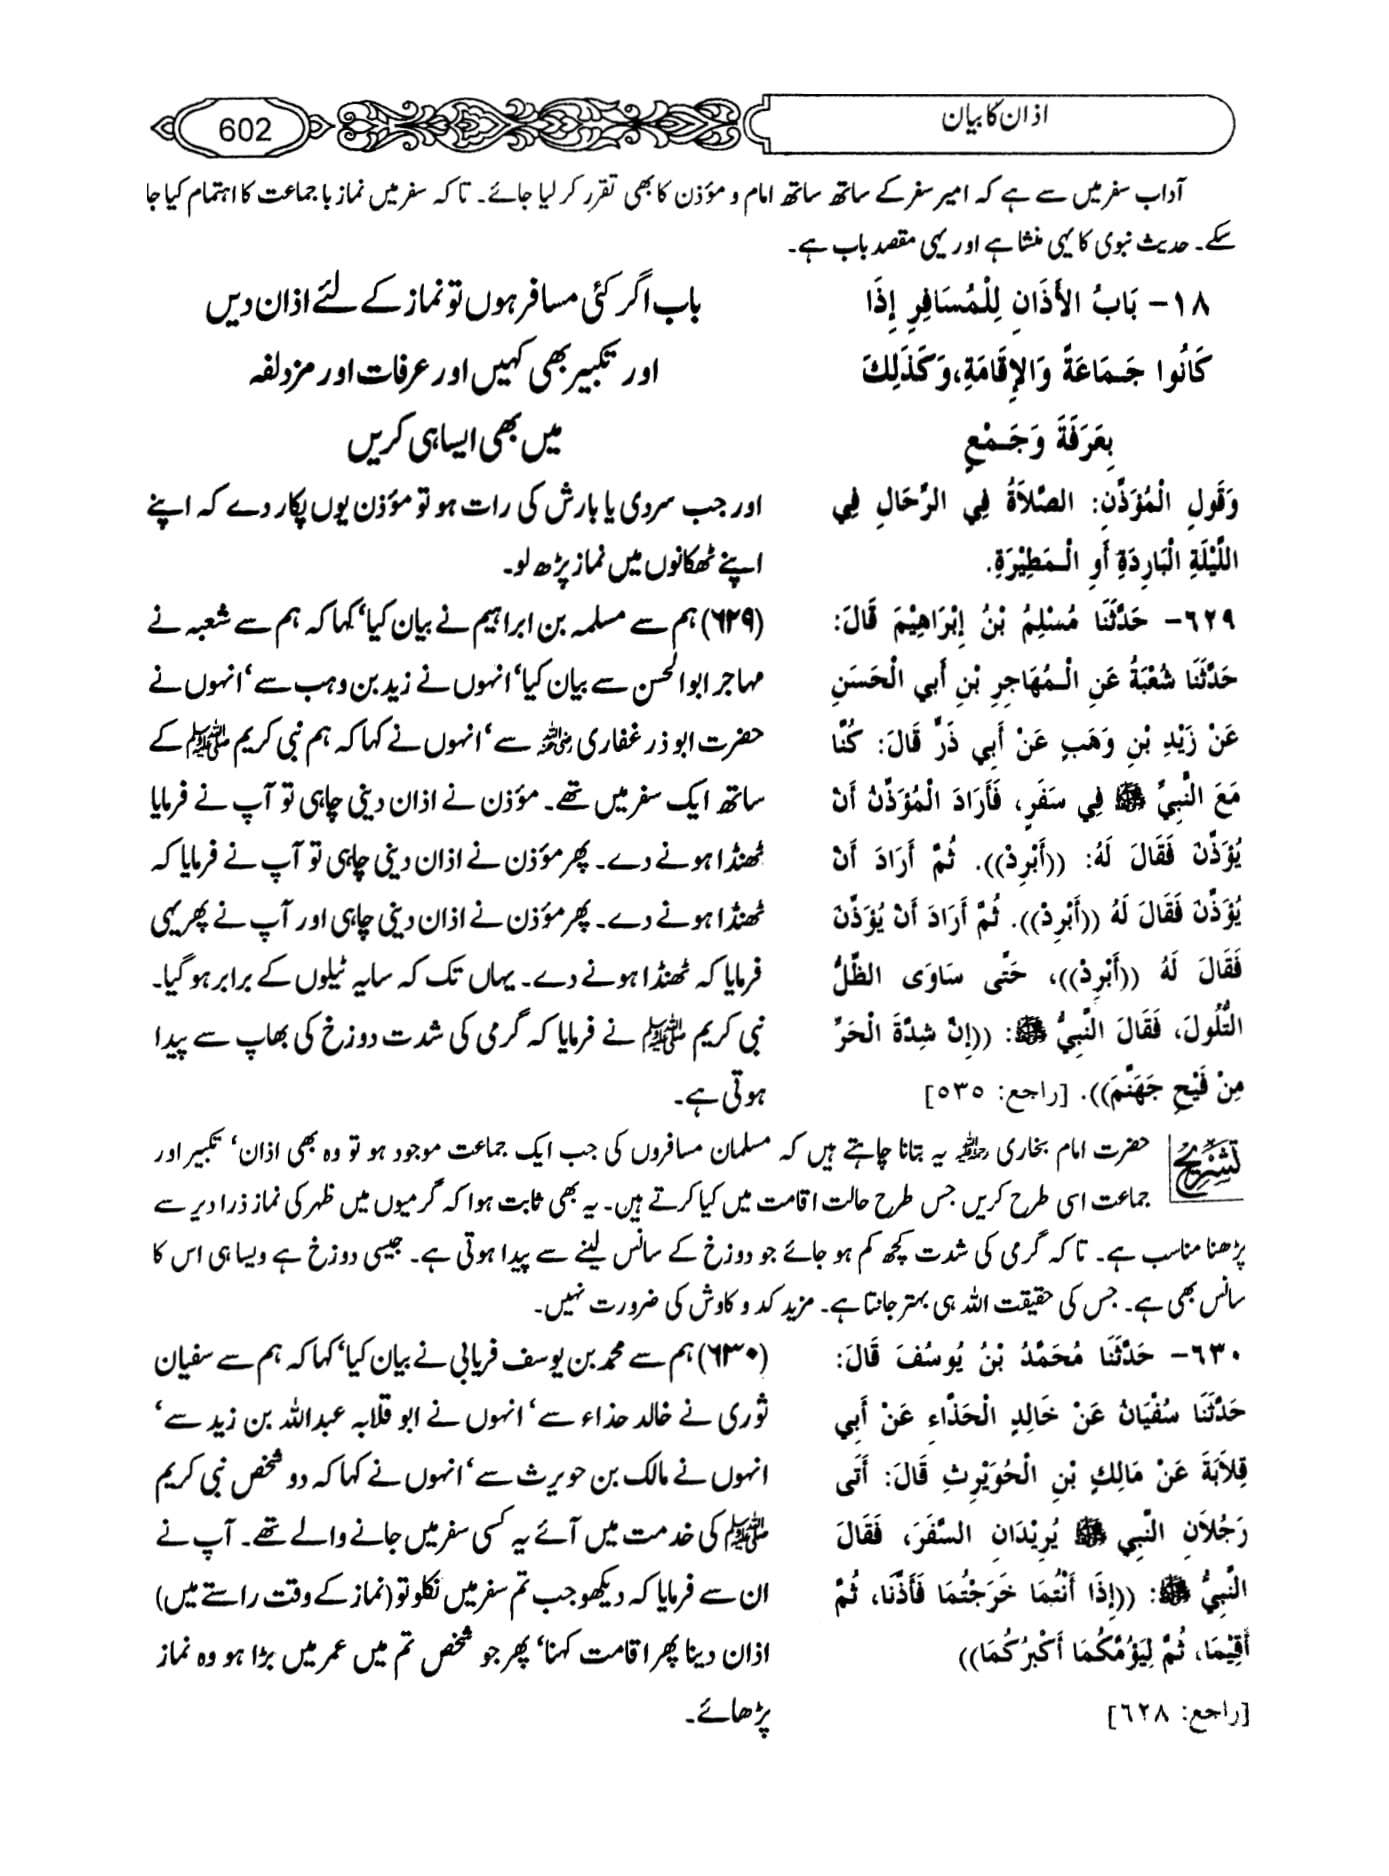 602
اذان کا بیان
آداب سفر میں سے ہے کہ امیر سفر کے ساتھ ساتھ امام و مؤذن کا بھی تقرر کر لیا جائے۔ تاکہ سفر میں نماز با جماعت کا اہتمام کیا جا
سکے۔ حدیث نبوی کا یہی منشا ہے اور یہی مقصد باب ہے۔
١٨- بَابُ الأَذَانِ لِلْمُسَافِرِ إِذَا
كَانُوا جَمَاعَةً وَالإِقَامَةِ، وَكَذَلِكَ
بِعَرَفَةَ وَجَمْعٍ
وَقَولِ الْمُؤَذِّنِ: الصَّلاَةُ فِي الرِّحَالِ فِي
اللَّيْلَةِ الْبَارِدَةِ أَوِ الْمَطِيْرَةِ.
٦٢٩- حَدَّثَنَا مُسْلِمُ بْنُ إِبْرَاهِيْمَ قَالَ:
حَدَّثَنَا شُعْبَةُ عَنِ الْمُهَاجِرِ بْنِ أَبِي الْحَسَنِ
عَنْ زَيْدِ بْنِ وَهَبٍ عَنْ أَبِي ذَرٍّ قَالَ: كُنَّا
مَعَ النَّبِيِّ ﷺ فِي سَفَرٍ، فَأَرَادَ الْمُؤَذِّنُ أَنْ
يُؤَذِّنَ فَقَالَ لَهُ: ((أَبْرِدْ)). ثُمَّ أَرَادَ أَنْ
يُؤَذِّنَ فَقَالَ لَهُ ((أَبْرِدْ)). ثُمَّ أَرَادَ أَنْ يُؤَذِّنَ
فَقَالَ لَهُ ((أَبْرِدْ))، حَتَّى سَاوَى الظِّلُّ
التُّلُولَ، فَقَالَ النَّبِيُّ ﷺ: ((إِنَّ شِدَّةَ الْحَرِّ
مِنْ فَيْحِ جَهَنَّمَ)). [راجع: ٥٣٥]
باب اگر کئی مسافر ہوں تو نماز کے لئے اذان دیں
اور تکبیر بھی کہیں اور عرفات اور مزدلفہ
میں بھی ایسا ہی کریں
اور جب سردی یا بارش کی رات ہو تو مؤذن یوں پکار دے کہ اپنے
اپنے ٹھکانوں میں نماز پڑھ لو۔
(٦٢٩) ہم سے مسلمہ بن ابراہیم نے بیان کیا‘ کہا کہ ہم سے شعبہ نے
مہاجر ابو الحسن سے بیان کیا‘ انہوں نے زید بن وہب سے‘ انہوں نے
حضرت ابوذر غفاری رضی اللہ عنہ سے‘ انہوں نے کہا کہ ہم نبی کریم ﷺ کے
ساتھ ایک سفر میں تھے۔ مؤذن نے اذان دینی چاہی تو آپ نے فرمایا
ٹھنڈا ہونے دے۔ پھر مؤذن نے اذان دینی چاہی تو آپ نے فرمایا کہ
ٹھنڈا ہونے دے۔ پھر مؤذن نے اذان دینی چاہی اور آپ نے پھر یہی
فرمایا کہ ٹھنڈا ہونے دے۔ یہاں تک کہ سایہ ٹیلوں کے برابر ہو گیا۔
نبی کریم ﷺ نے فرمایا کہ گرمی کی شدت دوزخ کی بھاپ سے پیدا
ہوتی ہے۔
تشریح
حضرت امام بخاری رحمہ اللہ یہ بتانا چاہتے ہیں کہ مسلمان مسافروں کی جب ایک جماعت موجود ہو تو وہ بھی اذان‘ تکبیر اور
جماعت اسی طرح کریں جس طرح حالت اقامت میں کیا کرتے ہیں۔ یہ بھی ثابت ہوا کہ گرمیوں میں ظہر کی نماز ذرا دیر سے
پڑھنا مناسب ہے۔ تاکہ گرمی کی شدت کچھ کم ہو جائے جو دوزخ کے سانس لینے سے پیدا ہوتی ہے۔ جیسی دوزخ ہے ویسا ہی اس کا
سانس بھی ہے۔ جس کی حقیقت اللہ ہی بہتر جانتا ہے۔ مزید کد و کاوش کی ضرورت نہیں۔
٦٣٠- حَدَّثَنَا مُحَمَّدُ بْنُ يُوسُفَ قَالَ:
حَدَّثَنَا سُفْيَانُ عَنْ خَالِدٍ الْحَذَّاءِ عَنْ أَبِي
قِلاَبَةَ عَنْ مَالِكِ بْنِ الْحُوَيْرِثِ قَالَ: أَتَى
رَجُلاَنِ النَّبِي ﷺ يُرِيْدَانِ السَّفَرَ، فَقَالَ
النَّبِيُّ ﷺ: ((إِذَا أَنْتُمَا خَرَجْتُمَا فَأَذِّنَا، ثُمَّ
أَقِيْمَا، ثُمَّ لِيَؤُمَّكُمَا أَكْبَرُكُمَا))
[راجع: ٦٢٨]
(٦٣٠) ہم سے محمد بن یوسف فریابی نے بیان کیا‘ کہا کہ ہم سے سفیان
ثوری نے خالد حذاء سے‘ انہوں نے ابو قلابہ عبداللہ بن زید سے‘
انہوں نے مالک بن حویرث سے‘ انہوں نے کہا کہ دو شخص نبی کریم
ﷺ کی خدمت میں آئے یہ کسی سفر میں جانے والے تھے۔ آپ نے
ان سے فرمایا کہ دیکھو جب تم سفر میں نکلو تو (نماز کے وقت راستے میں)
اذان دینا پھر اقامت کہنا‘ پھر جو شخص تم میں عمر میں بڑا ہو وہ نماز
پڑھائے۔